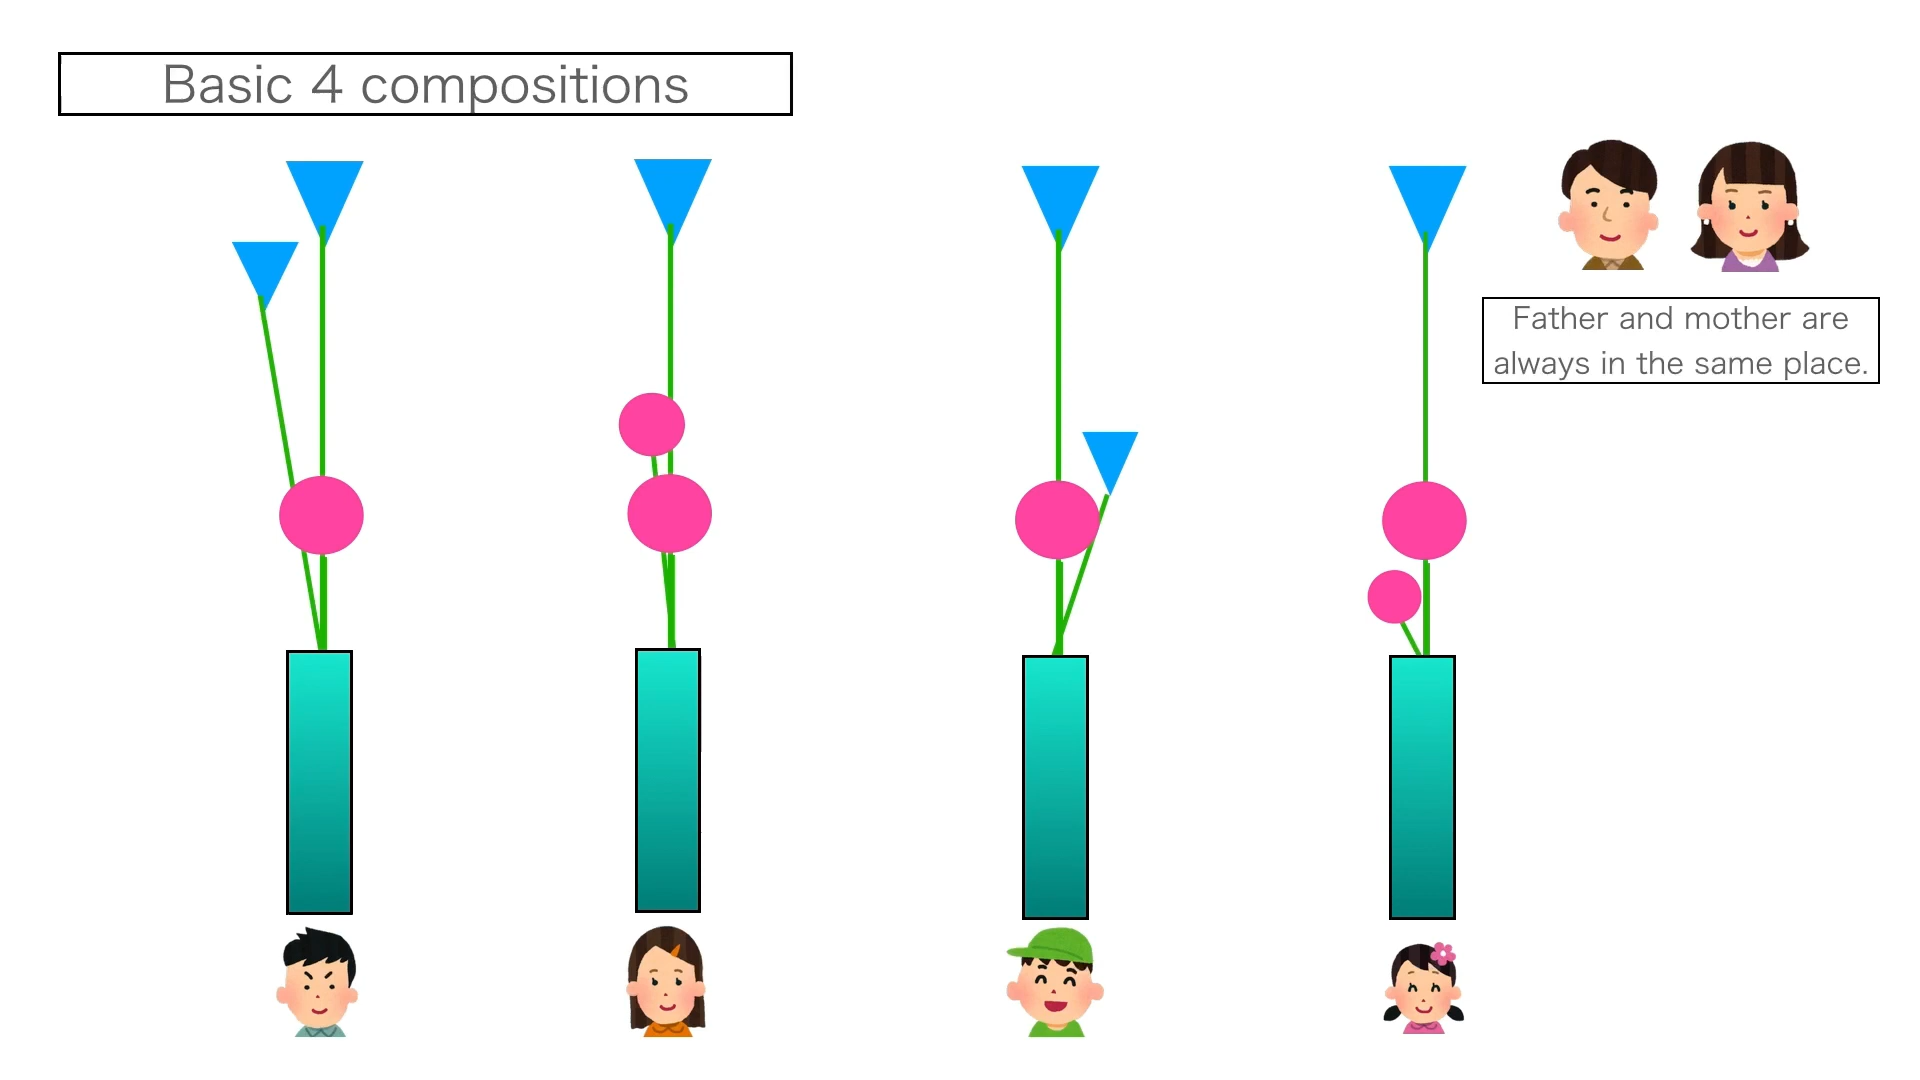 Basic 4 compositions
Father and mother are
always in the same place.